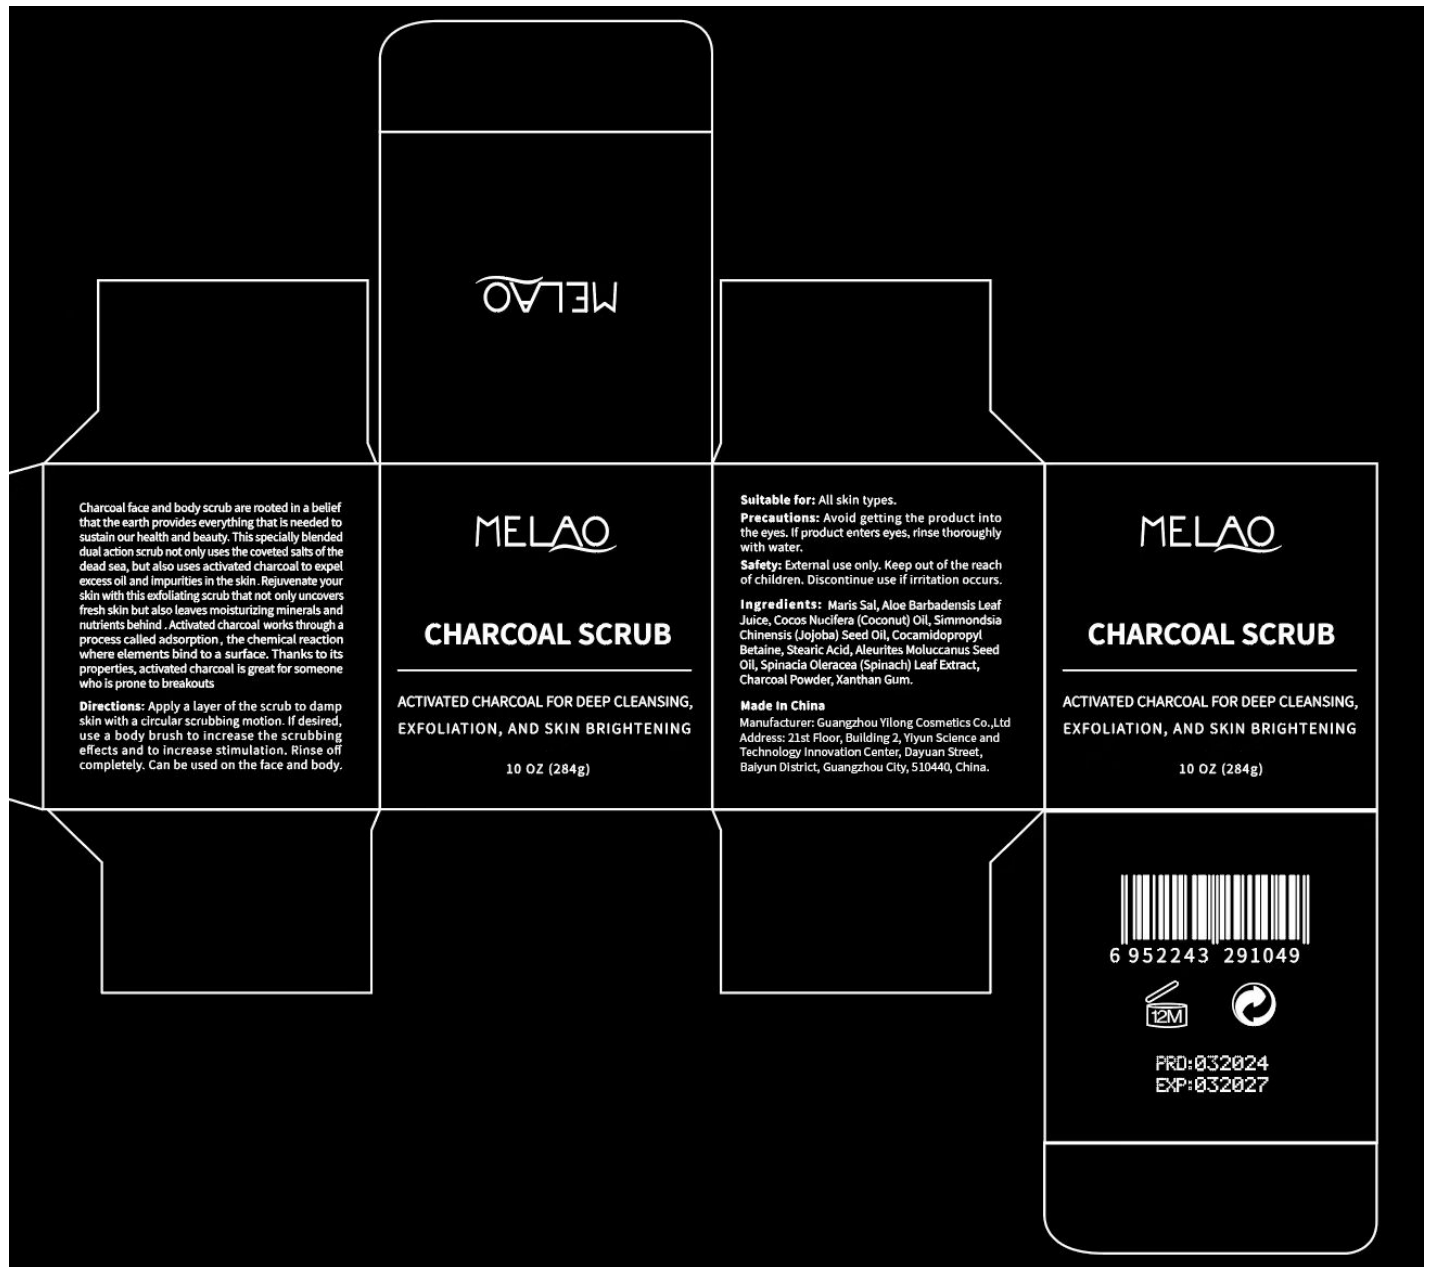 MELAO
Charcoal face and body scrub are rooted in a belief
that the earth provides everything that is needed to
sustain our health and beauty. This specially blended
dual action scrub not only uses the coveted salts of the
dead sea, but also uses activated charcoal to expel
excess oil and impurities in the skin. Rejuvenate your
skin with this exfoliating scrub that not only uncovers
fresh skin but also leaves moisturizing minerals and
nutrients behind . Activated charcoal works through a
process called adsorption, the chemical reaction
where elements bind to a surface. Thanks to its
properties, activated charcoal is great for someone
who is prone to breakouts
Directions: Apply a layer of the scrub to damp
skin with a circular scrubbing motion. If desired,
use a body brush to increase the scrubbing
effects and to increase stimulation. Rinse off
completely. Can be used on the face and body.
MELAO
CHARCOAL SCRUB
ACTIVATED CHARCOAL FOR DEEP CLEANSING,
EXFOLIATION, AND SKIN BRIGHTENING
10 OZ (284g)
Suitable for: All skin types.
Precautions: Avoid getting the product into
the eyes. If product enters eyes, rinse thoroughly
with water.
Safety: External use only. Keep out of the reach
of children. Discontinue use if irritation occurs.
Ingredients: Maris Sal, Aloe Barbadensis Leaf
Juice, Cocos Nucifera (Coconut) Oil, Simmondsia
Chinensis (Jojoba) Seed Oil, Cocamidopropyl
Betaine, Stearic Acid, Aleurites Moluccanus Seed
Oil, Spinacia Oleracea (Spinach) Leaf Extract,
Charcoal Powder, Xanthan Gum.
Made In China
Manufacturer: Guangzhou Yilong Cosmetics Co.,Ltd
Address: 21st Floor, Building 2, Yiyun Science and
Technology Innovation Center, Dayuan Street,
Baiyun District, Guangzhou City, 510440, China.
MELAO
CHARCOAL SCRUB
ACTIVATED CHARCOAL FOR DEEP CLEANSING,
EXFOLIATION, AND SKIN BRIGHTENING
10 OZ (284g)
6 952243 291049
12M
PRD:032024
EXP:032027